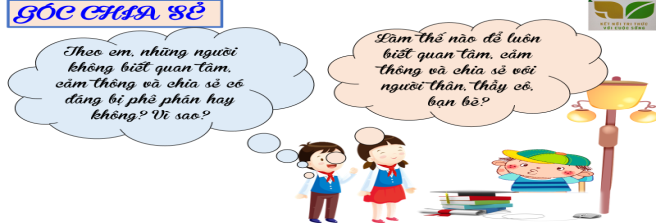 GÓC CHIA SẺ
Theo em, những người
không biết quan tâm,
cảm thông và chia sẻ có
đáng bị phê phán hay
không? Vì sao?
Làm thế nào để luôn
biết quan tâm, cảm
thông và chia sẻ với
người thân, thầy cô,
bạn bè?
KẾT NỐI TRI THỨC
VỚI CUỘC SỐNG